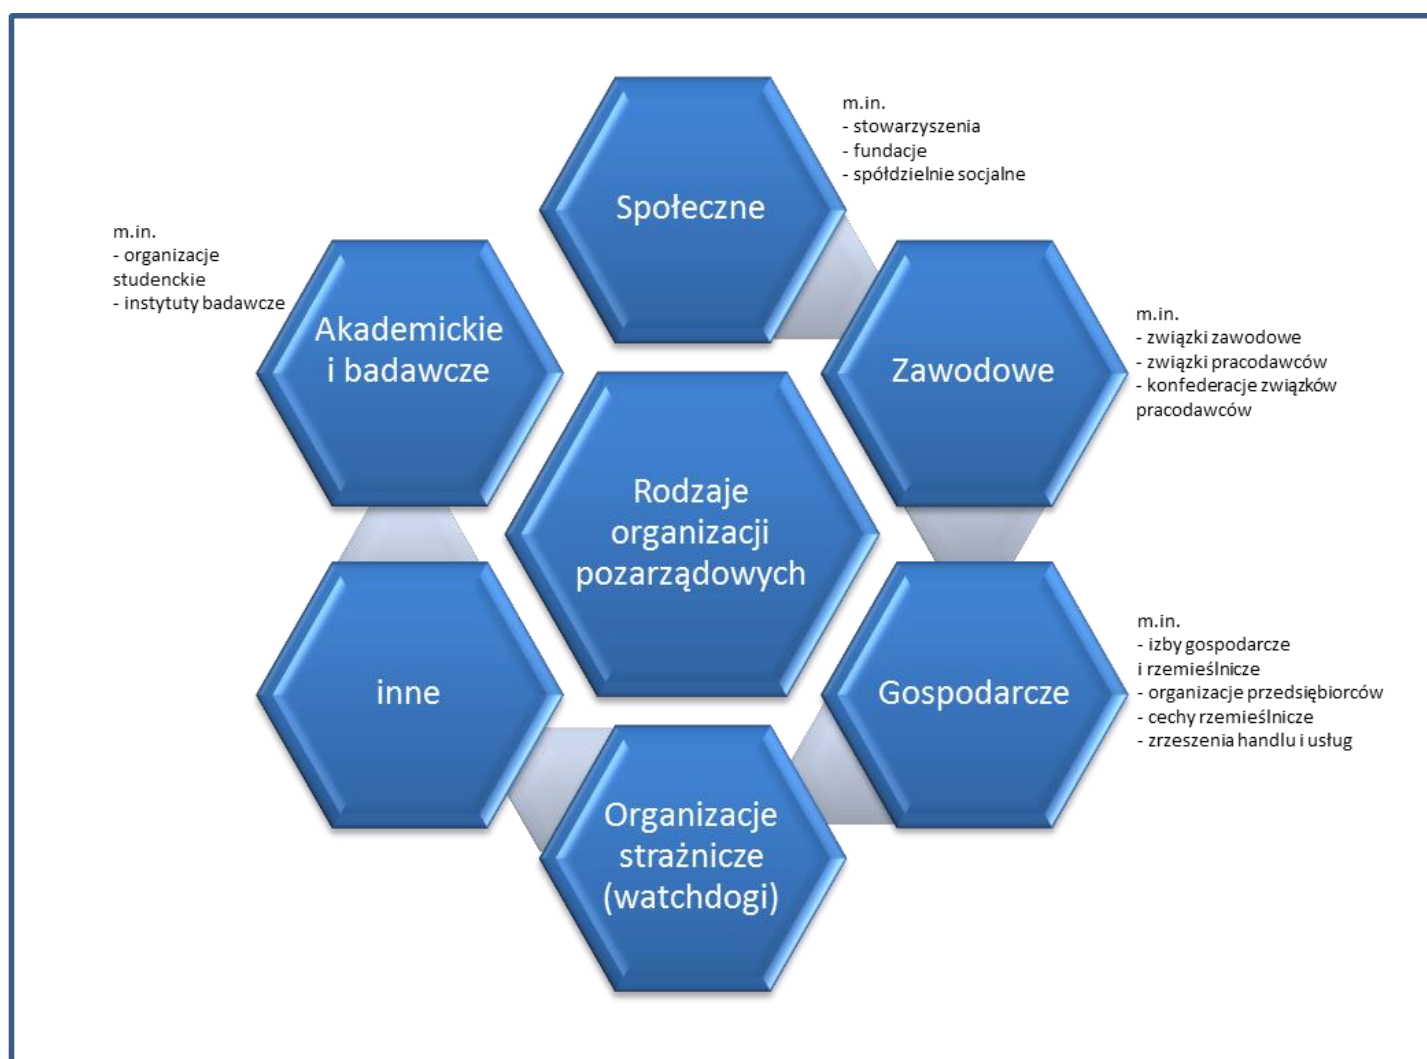 Społeczne
m.in.
- stowarzyszenia
- fundacje
- spółdzielnie socjalne
Zawodowe
m.in.
- związki zawodowe
- związki pracodawców
- konfederacje związków
pracodawców
Gospodarcze
m.in.
- izby gospodarcze
i rzemieślnicze
- organizacje przedsiębiorców
- cechy rzemieślnicze
- zrzeszenia handlu i usług
Organizacje
strażnicze
(watchdogi)
inne
Akademickie
i badawcze
m.in.
- organizacje
studenckie
- instytuty badawcze
Rodzaje
organizacji
pozarządowych